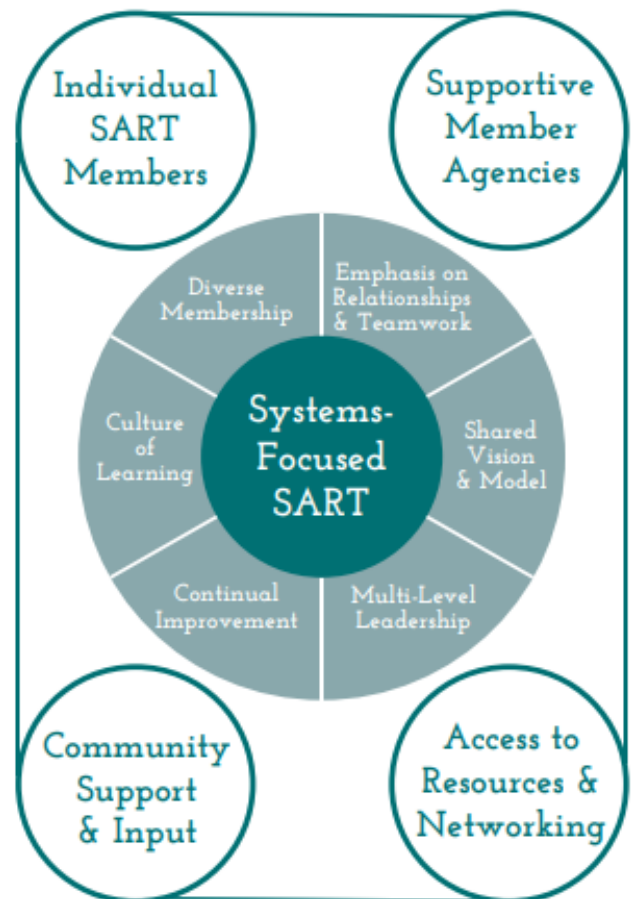 Individual
SART
Members
Supportive
Member
Agencies
Diverse
Membership
Emphasis on
Relationships
& Teamwork
Culture
of
Learning
Systems-
Focused
SART
Shared
Vision
& Model
Continual
Improvement
Multi-Level
Leadership
Community
Support
& Input
Access to
Resources &
Networking